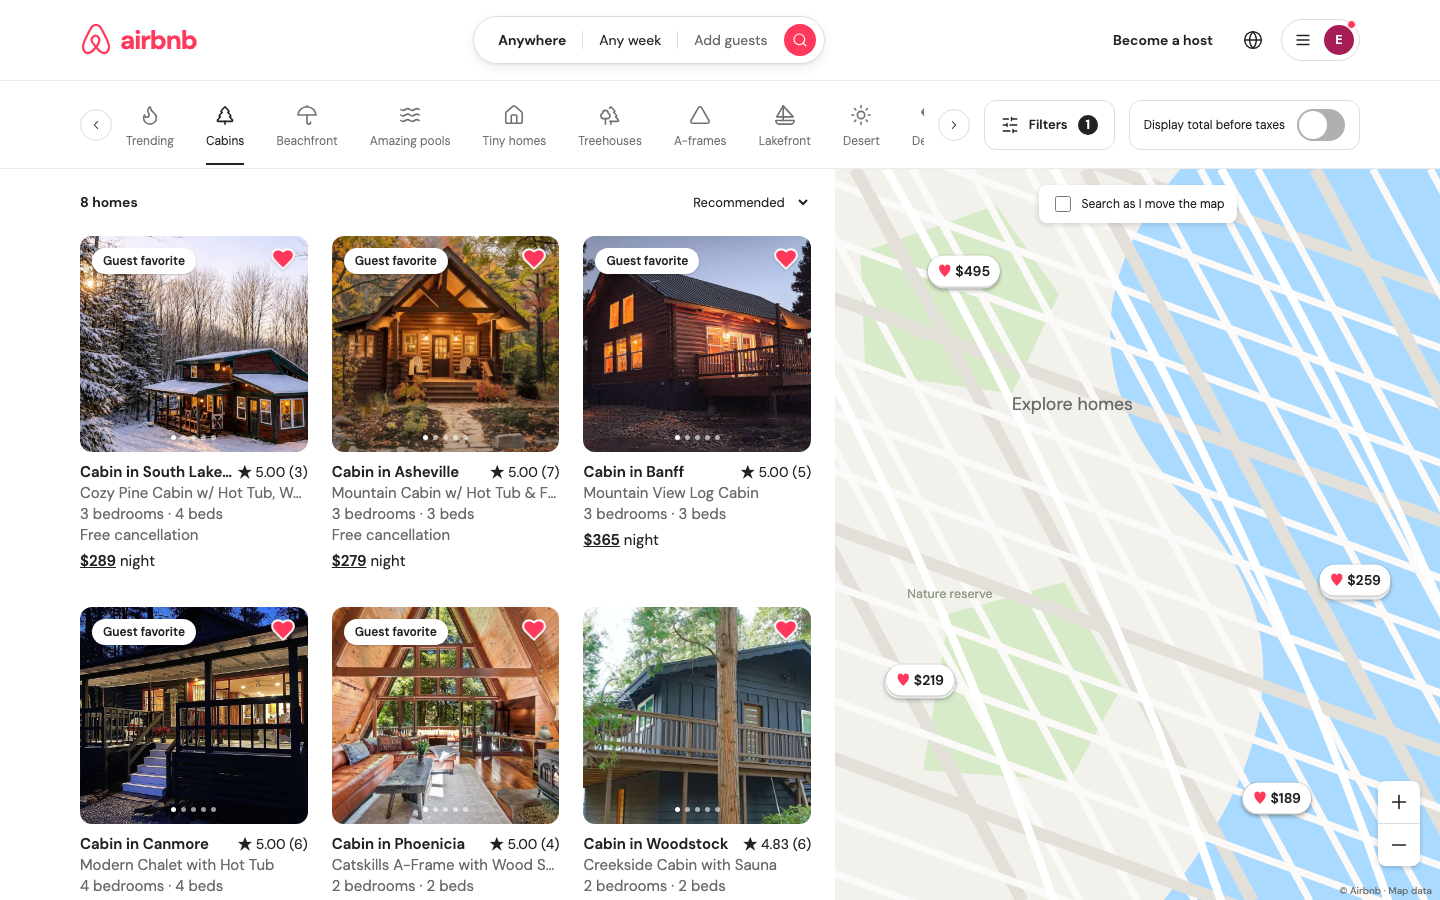 airbnb
Anywhere
Any week
Add guests
Become a host
E
Trending
Cabins
Beachfront
Amazing pools
Tiny homes
Treehouses
A-frames
Lakefront
Desert
De
Filters 1
Display total before taxes
8 homes
Recommended
Search as I move the map
Guest favorite
Guest favorite
Guest favorite
Cabin in South Lake... ★ 5.00 (3)
Cozy Pine Cabin w/ Hot Tub, W...
3 bedrooms · 4 beds
Free cancellation
$289 night
Cabin in Asheville ★ 5.00 (7)
Mountain Cabin w/ Hot Tub & F...
3 bedrooms · 3 beds
Free cancellation
$279 night
Cabin in Banff ★ 5.00 (5)
Mountain View Log Cabin
3 bedrooms · 3 beds
$365 night
Guest favorite
Guest favorite
Cabin in Canmore ★ 5.00 (6)
Modern Chalet with Hot Tub
4 bedrooms · 4 beds
Cabin in Phoenicia ★ 5.00 (4)
Catskills A-Frame with Wood S...
2 bedrooms · 2 beds
Cabin in Woodstock ★ 4.83 (6)
Creekside Cabin with Sauna
2 bedrooms · 2 beds
$495
Explore homes
$259
Nature reserve
$219
$189
© Airbnb · Map data